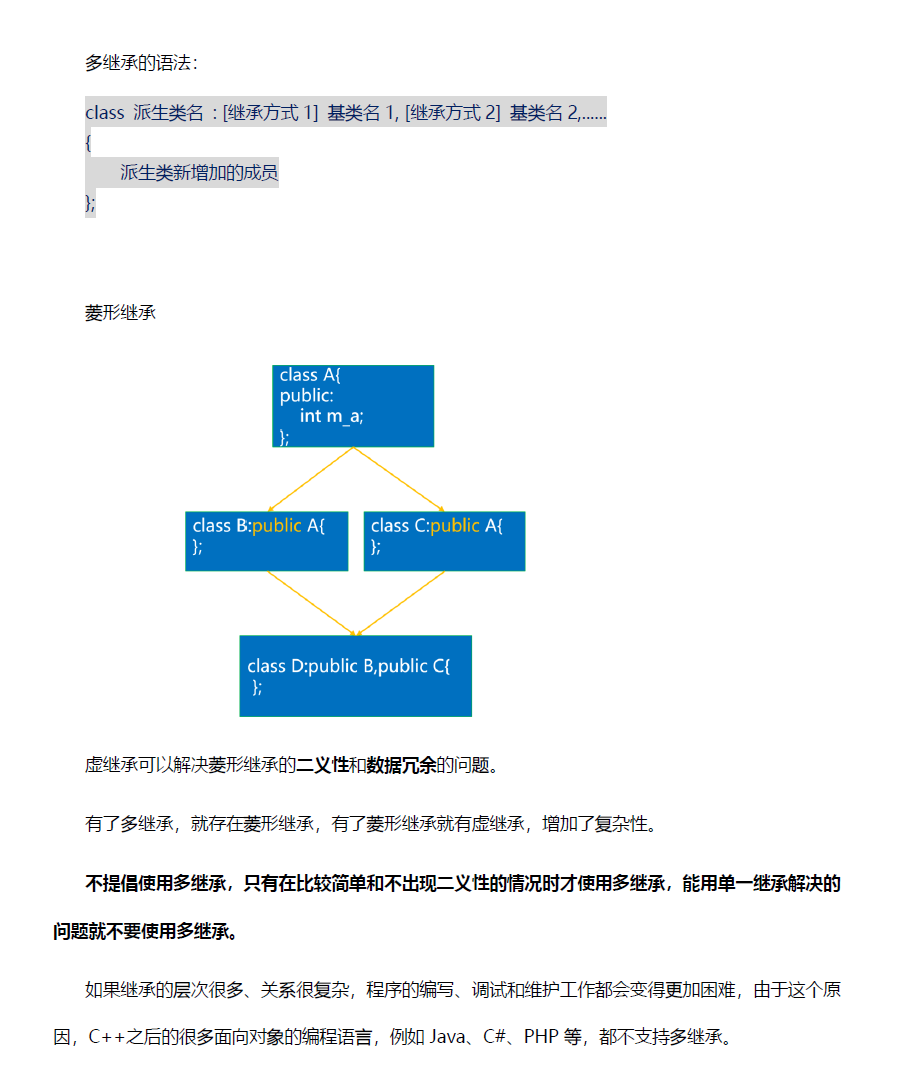 多继承的语法：
class 派生类名 : [继承方式1] 基类名1, [继承方式2] 基类名2,......
{
派生类新增加的成员
};
菱形继承
class A{
public:
int m_a;
};
class B:public A{
};
class C:public A{
};
class D:public B,public C{
};
虚继承可以解决菱形继承的二义性和数据冗余的问题。
有了多继承，就存在菱形继承，有了菱形继承就有虚继承，增加了复杂性。
不提倡使用多继承，只有在比较简单和不出现二义性的情况时才使用多继承，能用单一继承解决的
问题就不要使用多继承。
如果继承的层次很多、关系很复杂，程序的编写、调试和维护工作都会变得更加困难，由于这个原
因，C++之后的很多面向对象的编程语言，例如 Java、C#、PHP 等，都不支持多继承。